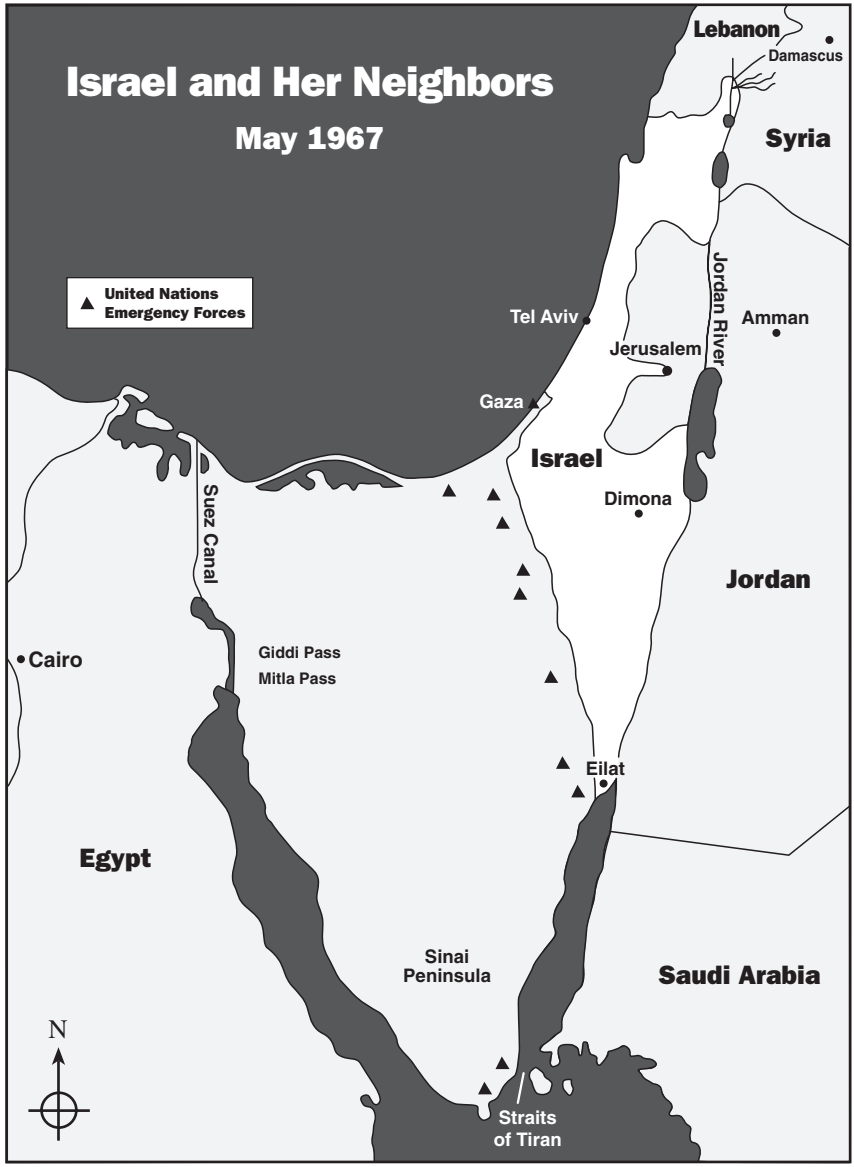 Israel and Her Neighbors
May 1967
Lebanon
Damascus
Syria
United Nations
Emergency Forces
Jordan River
Tel Aviv
Amman
Jerusalem
Gaza
Israel
Dimona
Suez Canal
Jordan
Giddi Pass
Cairo
Mitla Pass
Eilat
Egypt
Sinai
Peninsula
Saudi Arabia
N
Straits
of Tiran